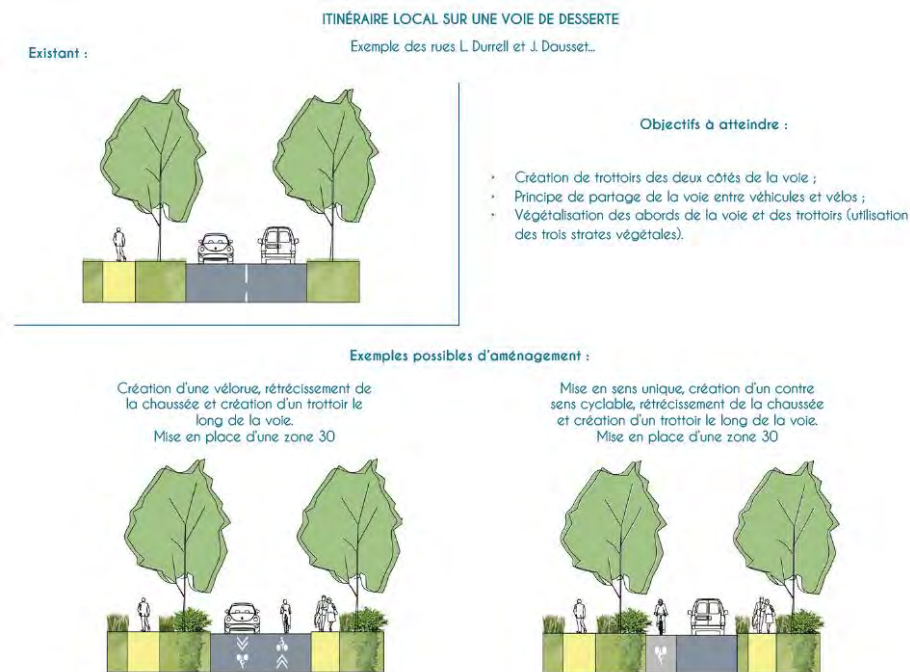 ITINÉRAIRE LOCAL SUR UNE VOIE DE DESSERTE
Exemple des rues L. Durrell et J. Dausset...
Existant :
Objectifs à atteindre :
• Création de trottoirs des deux côtés de la voie ;
• Principe de partage de la voie entre véhicules et vélos ;
• Végétalisation des abords de la voie et des trottoirs (utilisation
des trois strates végétales).
Exemples possibles d'aménagement :
Création d'une vélorue, rétrécissement de
la chaussée et création d'un trottoir le
long de la voie.
Mise en place d'une zone 30
Mise en sens unique, création d'un contre
sens cyclable, rétrécissement de la chaussée
et création d'un trottoir le long de la voie.
Mise en place d'une zone 30